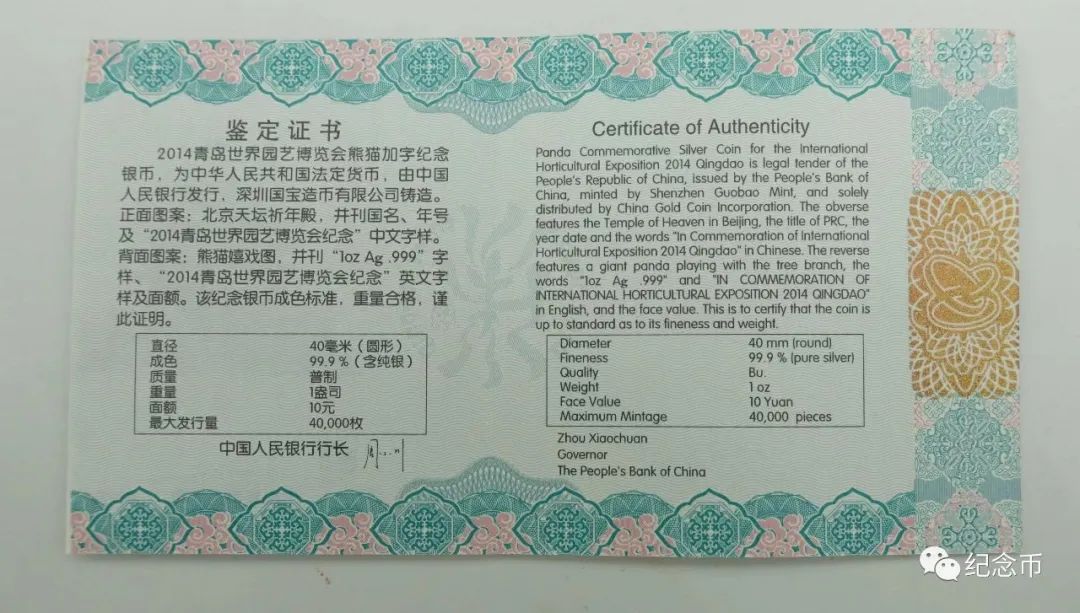 鉴定证书
2014青岛世界园艺博览会熊猫加字纪念
银币，为中华人民共和国法定货币，由中国
人民银行发行，深圳国宝造币有限公司铸造。
正面图案：北京天坛祈年殿，并刊国名、年号
及“2014青岛世界园艺博览会纪念”中文字样。
背面图案：熊猫嬉戏图，并刊“1oz Ag .999”字
样、“2014青岛世界园艺博览会纪念”英文字
样及面额。该纪念银币成色标准，重量合格，谨
此证明。
直径 40毫米（圆形）
成色 99.9％（含纯银）
质量 普制
重量 1盎司
面额 10元
最大发行量 40,000枚
中国人民银行行长
Certificate of Authenticity
Panda Commemorative Silver Coin for the International
Horticultural Exposition 2014 Qingdao is legal tender of the
People's Republic of China, issued by the People's Bank of
China, minted by Shenzhen Guobao Mint, and solely
distributed by China Gold Coin Incorporation. The obverse
features the Temple of Heaven in Beijing, the title of PRC, the
year date and the words "In Commemoration of International
Horticultural Exposition 2014 Qingdao" in Chinese. The reverse
features a giant panda playing with the tree branch, the
words "1oz Ag .999" and "IN COMMEMORATION OF
INTERNATIONAL HORTICULTURAL EXPOSITION 2014 QINGDAO"
in English, and the face value. This is to certify that the coin is
up to standard as to its fineness and weight.
Diameter 40 mm (round)
Fineness 99.9 % (pure silver)
Quality Bu.
Weight 1 oz
Face Value 10 Yuan
Maximum Mintage 40,000 pieces
Zhou Xiaochuan
Governor
The People's Bank of China
纪念币